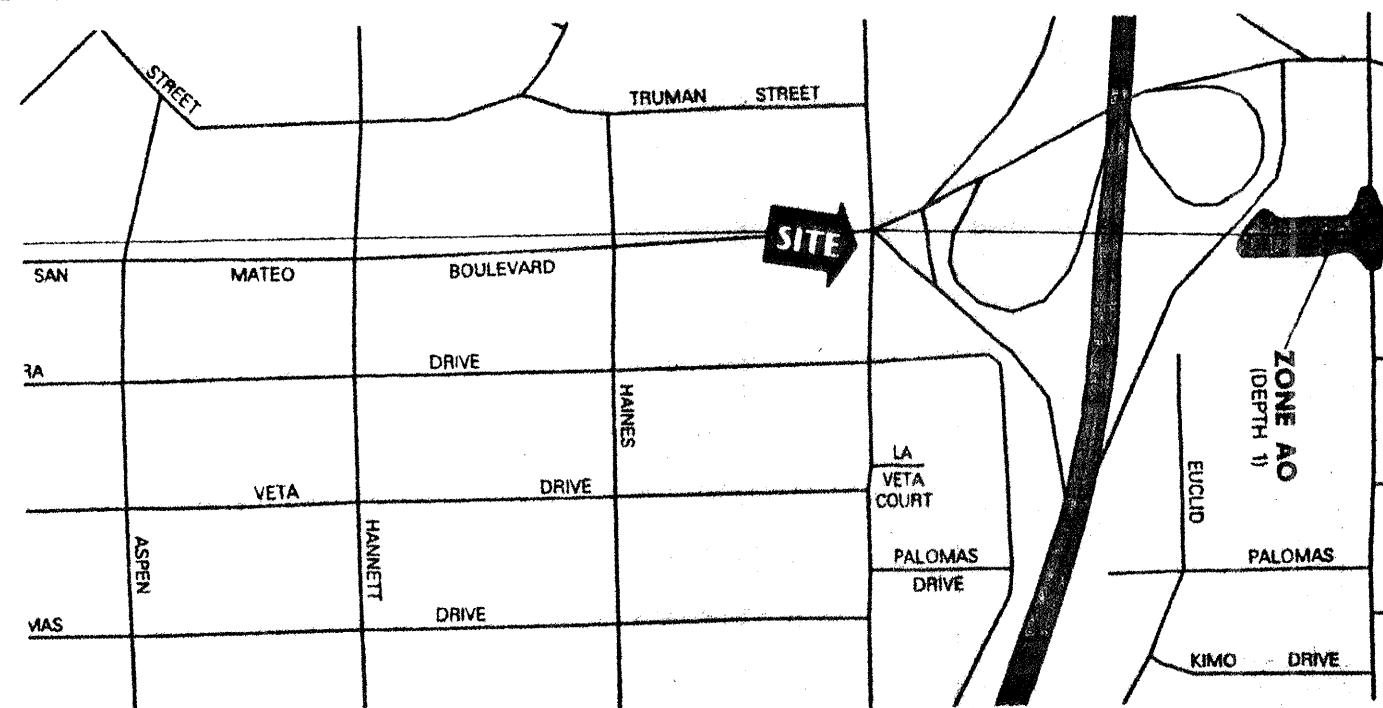 STREET
TRUMAN STREET
SITE
SAN MATEO BOULEVARD
RA
DRIVE
HAINES
ZONE AO
(DEPTH 1)
LA
VETA
COURT
EUCLID
VETA DRIVE
ASPEN
HANNETT
PALOMAS
DRIVE
PALOMAS
MAS
DRIVE
KIMO DRIVE